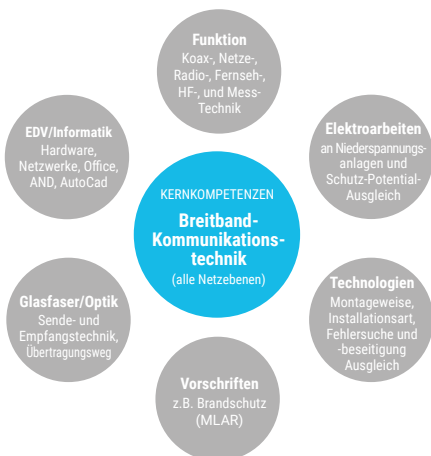 Funktion
Koax-, Netze-,
Radio-, Fernseh-,
HF-, und Mess-
Technik
EDV/Informatik
Hardware,
Netzwerke, Office,
AND, AutoCad
Elektroarbeiten
an Niederspannungs-
anlagen und
Schutz-Potential-
Ausgleich
KERNKOMPETENZEN
Breitband-
Kommunikations-
technik
(alle Netzebenen)
Glasfaser/Optik
Sende- und
Empfangstechnik,
Übertragungsweg
Technologien
Montageweise,
Installationsart,
Fehlersuche und
-beseitigung
Ausgleich
Vorschriften
z.B. Brandschutz
(MLAR)